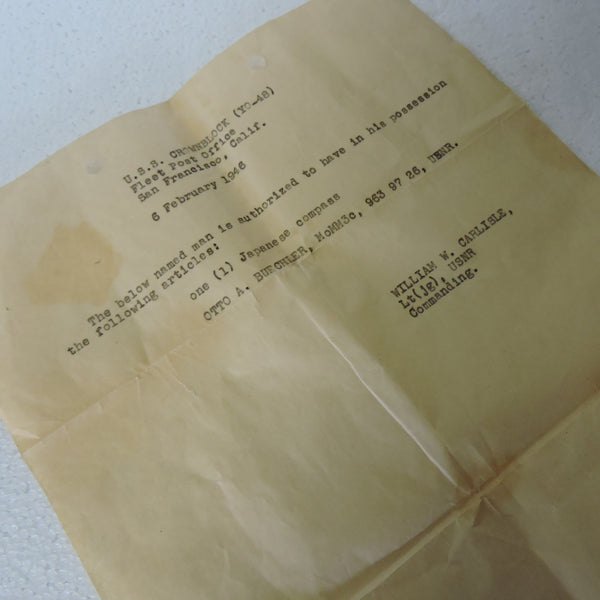 U.S.S. CROWNBLOCK (YO-48)
Fleet Post Office
San Francisco, Calif.
6 February 1946
The below named man is authorized to have in his possession
the following articles:
one (1) Japanese compass
OTTO A. BUECHLER, MoMM3c, 963 97 26, USNR.
WILLIAM W. CARLISLE,
Lt(jg), USNR
Commanding.